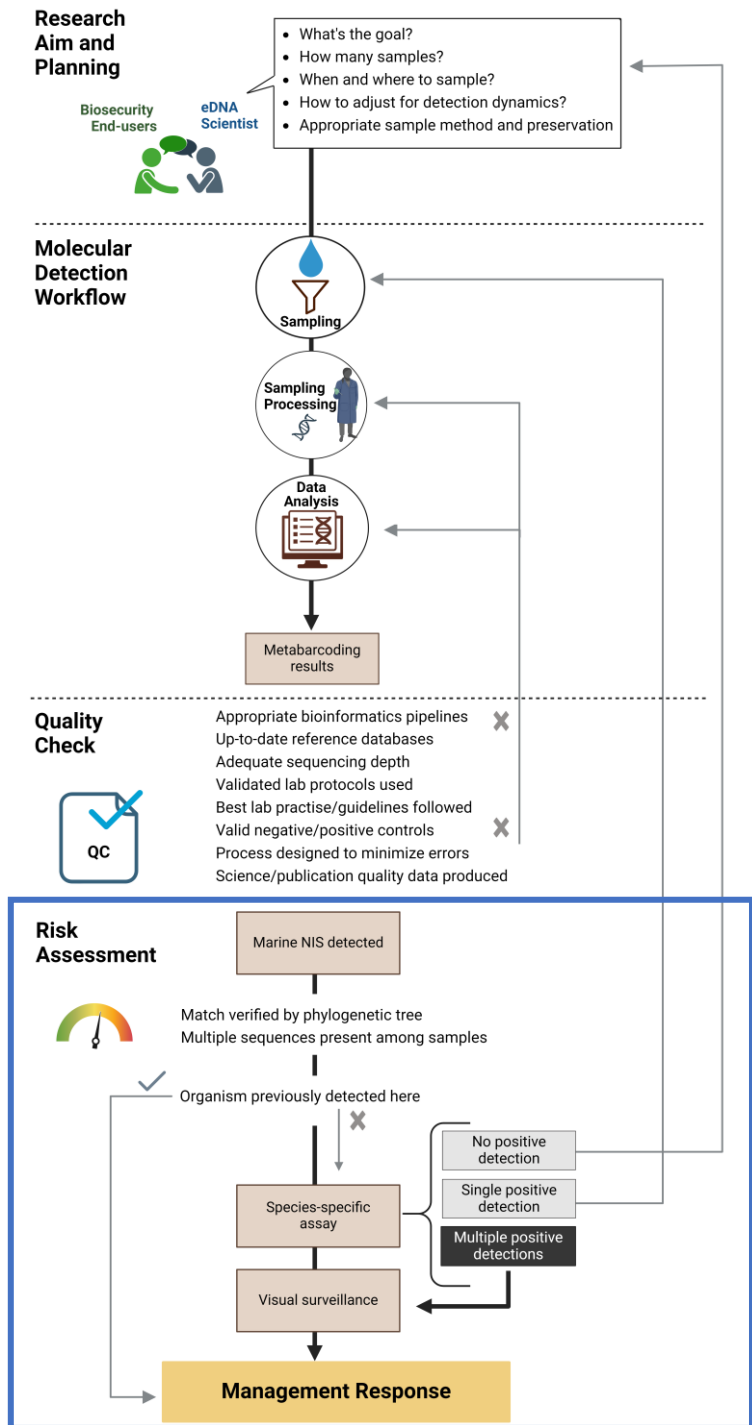 Research
Aim and
Planning
• What's the goal?
• How many samples?
• When and where to sample?
• How to adjust for detection dynamics?
• Appropriate sample method and preservation
Biosecurity
End-users
eDNA
Scientist
Molecular
Detection
Workflow
Sampling
Sampling
Processing
Data
Analysis
Metabarcoding
results
Quality
Check
QC
Appropriate bioinformatics pipelines
Up-to-date reference databases
Adequate sequencing depth
Validated lab protocols used
Best lab practise/guidelines followed
Valid negative/positive controls
Process designed to minimize errors
Science/publication quality data produced
Risk
Assessment
Marine NIS detected
Match verified by phylogenetic tree
Multiple sequences present among samples
Organism previously detected here
No positive
detection
Species-specific
assay
Single positive
detection
Multiple positive
detections
Visual surveillance
Management Response